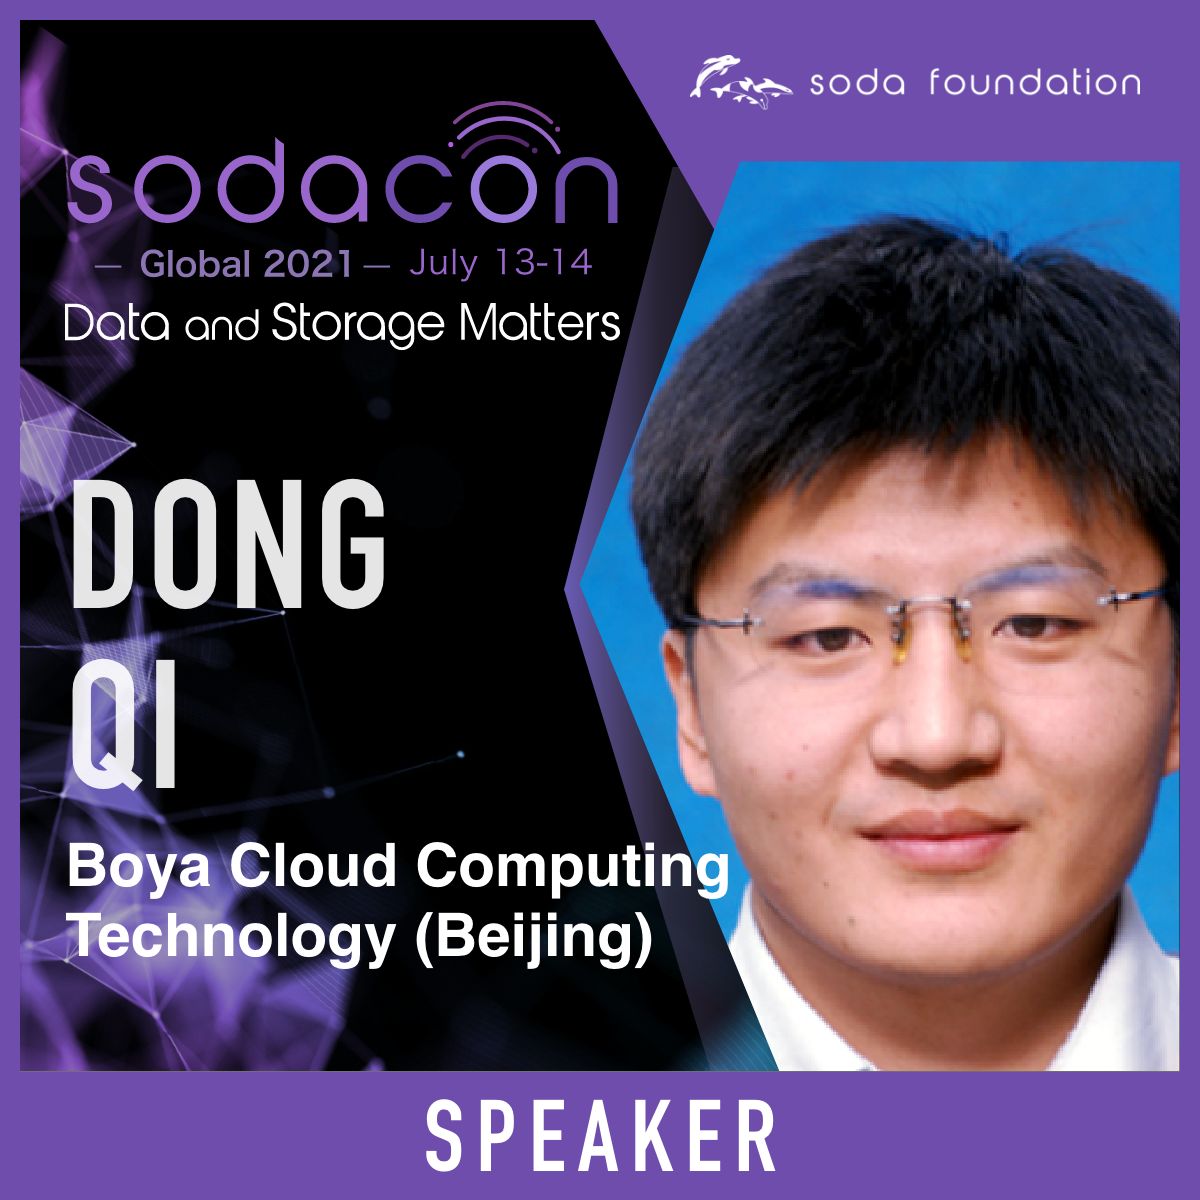 soda foundation
sodacon
— Global 2021 — July 13-14
Data and Storage Matters
DONG
QI
Boya Cloud Computing
Technology (Beijing)
SPEAKER